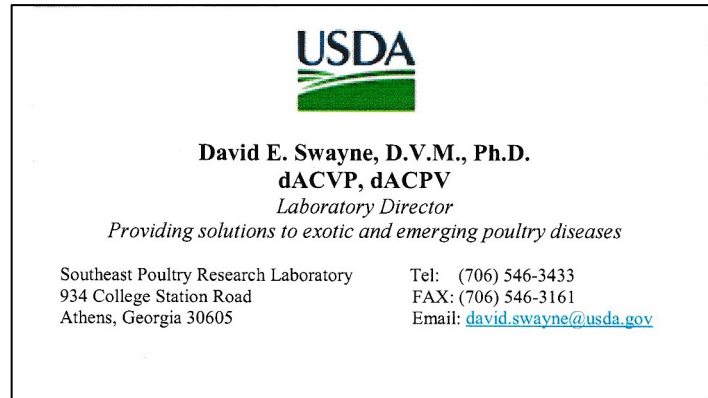 USDA
David E. Swayne, D.V.M., Ph.D.
dACVP, dACPV
Laboratory Director
Providing solutions to exotic and emerging poultry diseases
Southeast Poultry Research Laboratory
934 College Station Road
Athens, Georgia 30605
Tel: (706) 546-3433
FAX: (706) 546-3161
Email: david.swayne@usda.gov